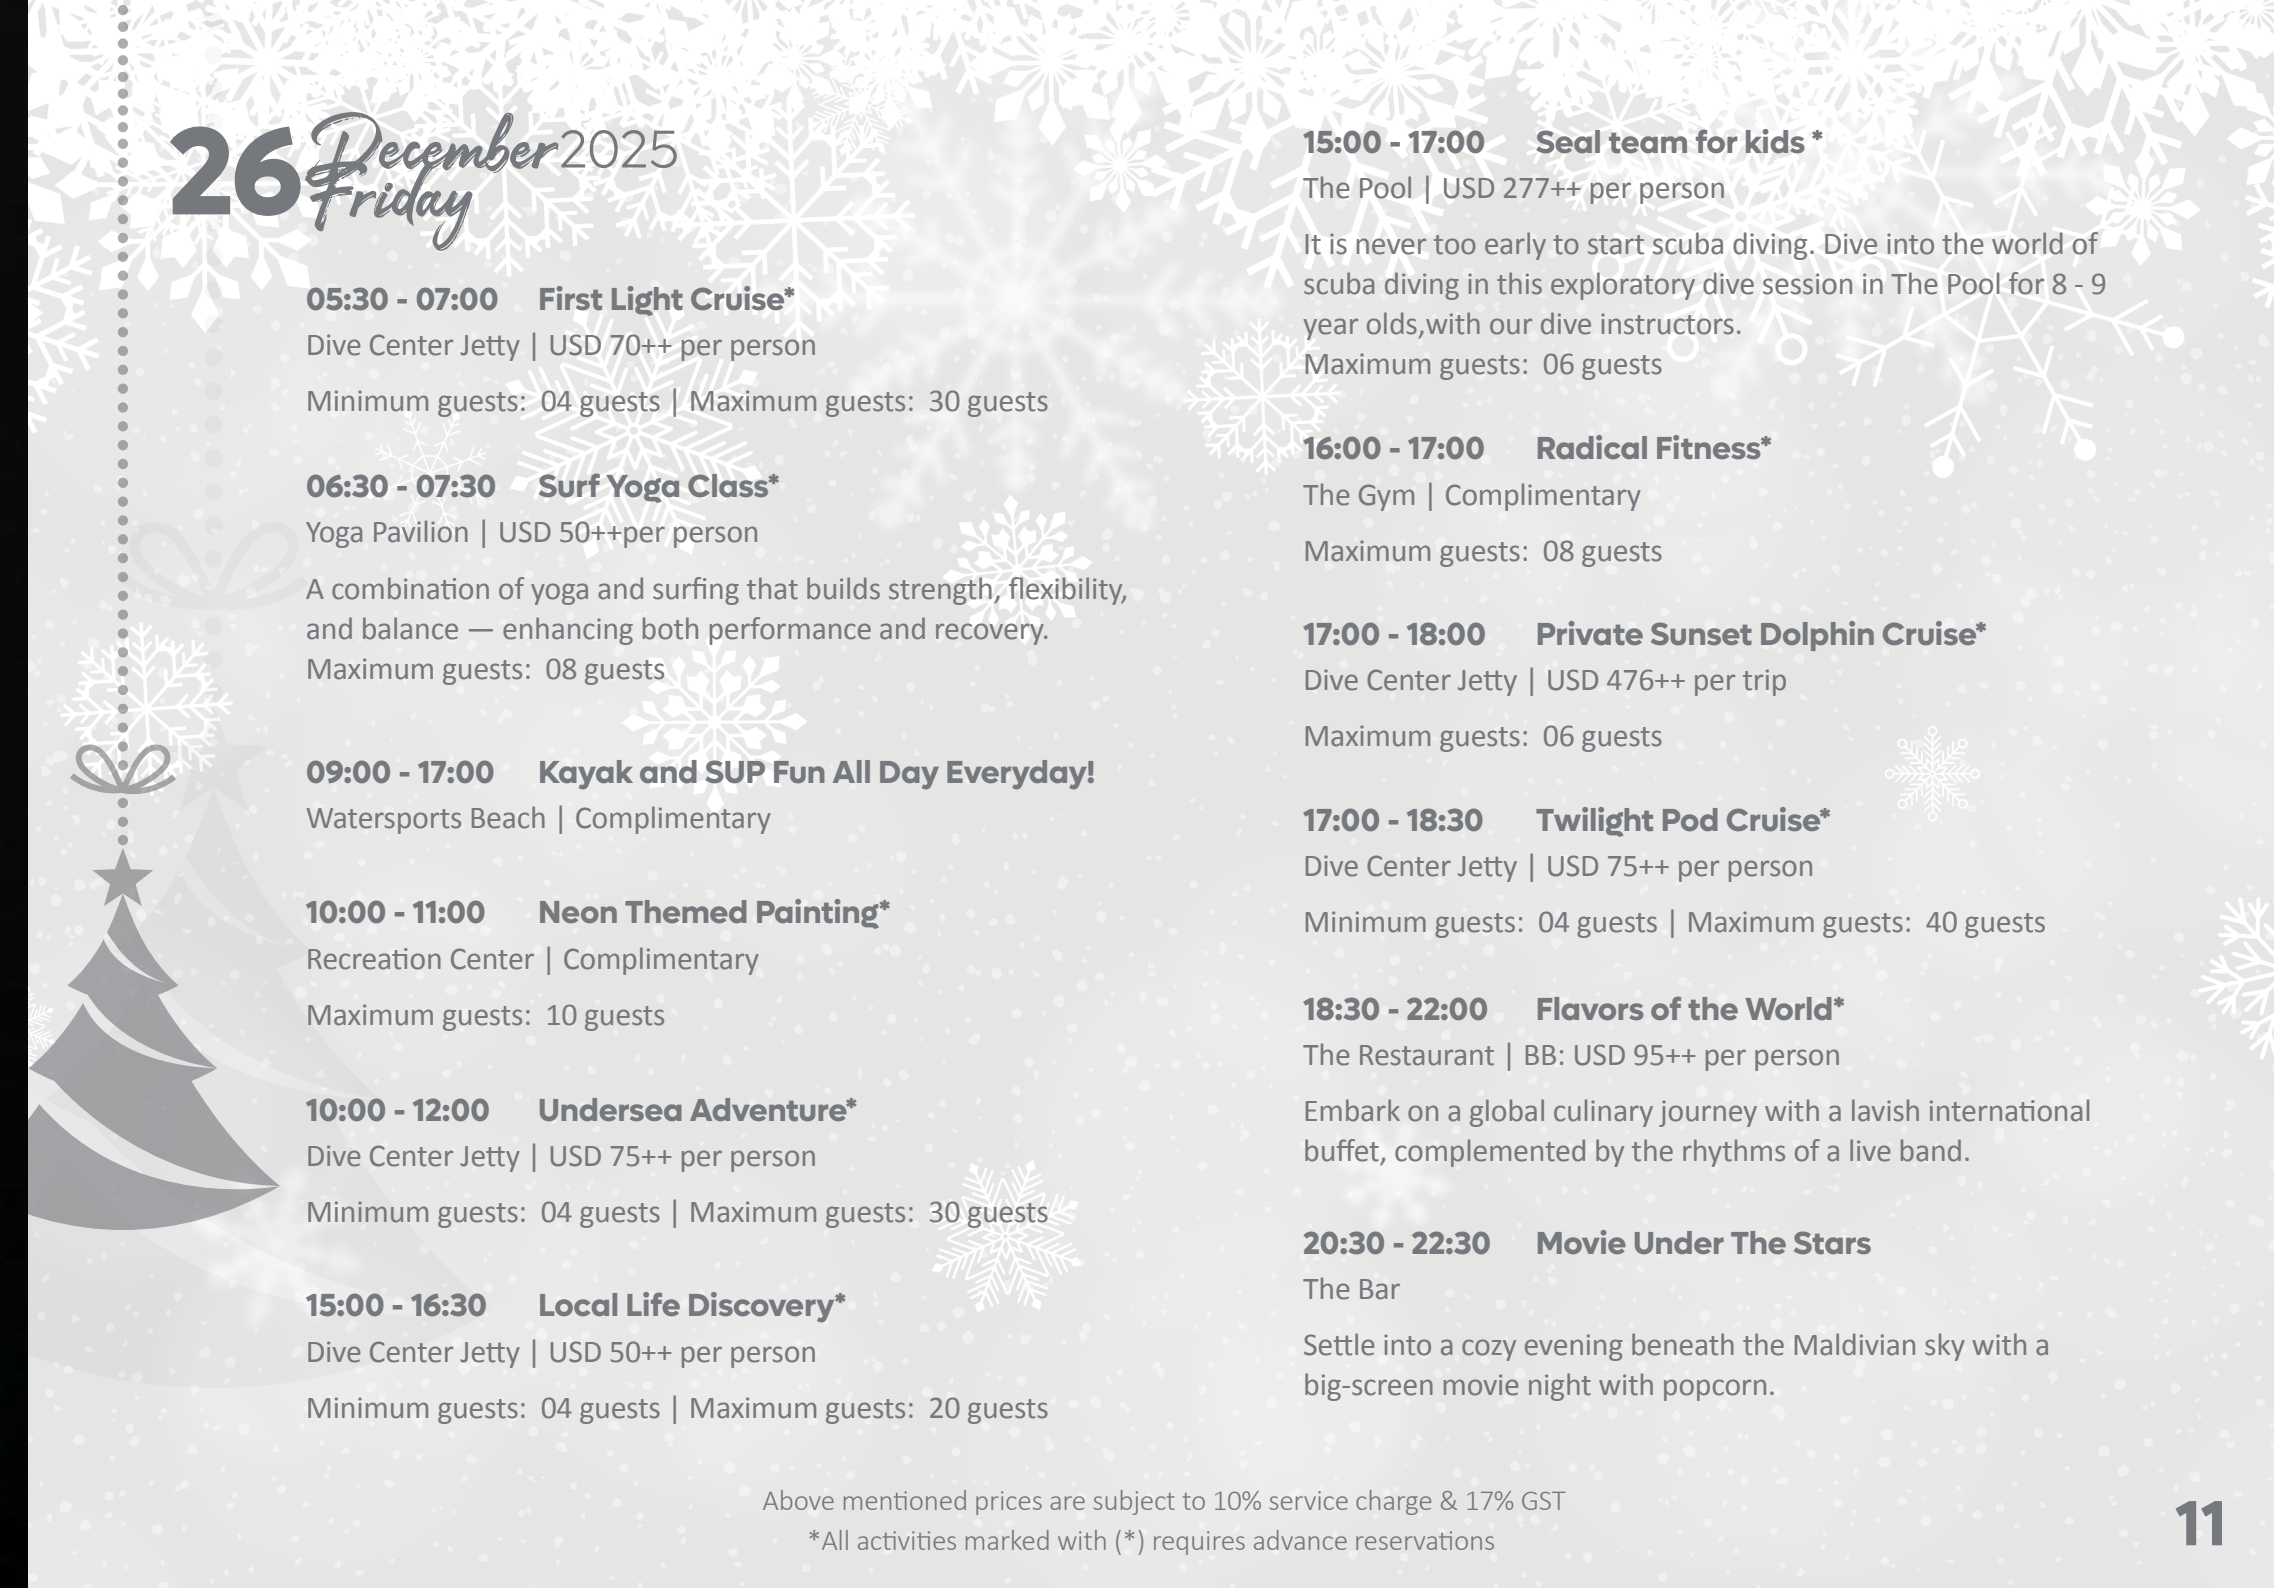 26 December 2025
Friday
05:30 - 07:00 First Light Cruise*
Dive Center Jetty | USD 70++ per person
Minimum guests: 04 guests | Maximum guests: 30 guests
06:30 - 07:30 Surf Yoga Class*
Yoga Pavilion | USD 50++per person
A combination of yoga and surfing that builds strength, flexibility,
and balance — enhancing both performance and recovery.
Maximum guests: 08 guests
09:00 - 17:00 Kayak and SUP Fun All Day Everyday!
Watersports Beach | Complimentary
10:00 - 11:00 Neon Themed Painting*
Recreation Center | Complimentary
Maximum guests: 10 guests
10:00 - 12:00 Undersea Adventure*
Dive Center Jetty | USD 75++ per person
Minimum guests: 04 guests | Maximum guests: 30 guests
15:00 - 16:30 Local Life Discovery*
Dive Center Jetty | USD 50++ per person
Minimum guests: 04 guests | Maximum guests: 20 guests
15:00 - 17:00 Seal team for kids *
The Pool | USD 277++ per person
It is never too early to start scuba diving. Dive into the world of
scuba diving in this exploratory dive session in The Pool for 8 - 9
year olds,with our dive instructors.
Maximum guests: 06 guests
16:00 - 17:00 Radical Fitness*
The Gym | Complimentary
Maximum guests: 08 guests
17:00 - 18:00 Private Sunset Dolphin Cruise*
Dive Center Jetty | USD 476++ per trip
Maximum guests: 06 guests
17:00 - 18:30 Twilight Pod Cruise*
Dive Center Jetty | USD 75++ per person
Minimum guests: 04 guests | Maximum guests: 40 guests
18:30 - 22:00 Flavors of the World*
The Restaurant | BB: USD 95++ per person
Embark on a global culinary journey with a lavish international
buffet, complemented by the rhythms of a live band.
20:30 - 22:30 Movie Under The Stars
The Bar
Settle into a cozy evening beneath the Maldivian sky with a
big-screen movie night with popcorn.
Above mentioned prices are subject to 10% service charge & 17% GST
*All activities marked with (*) requires advance reservations
11